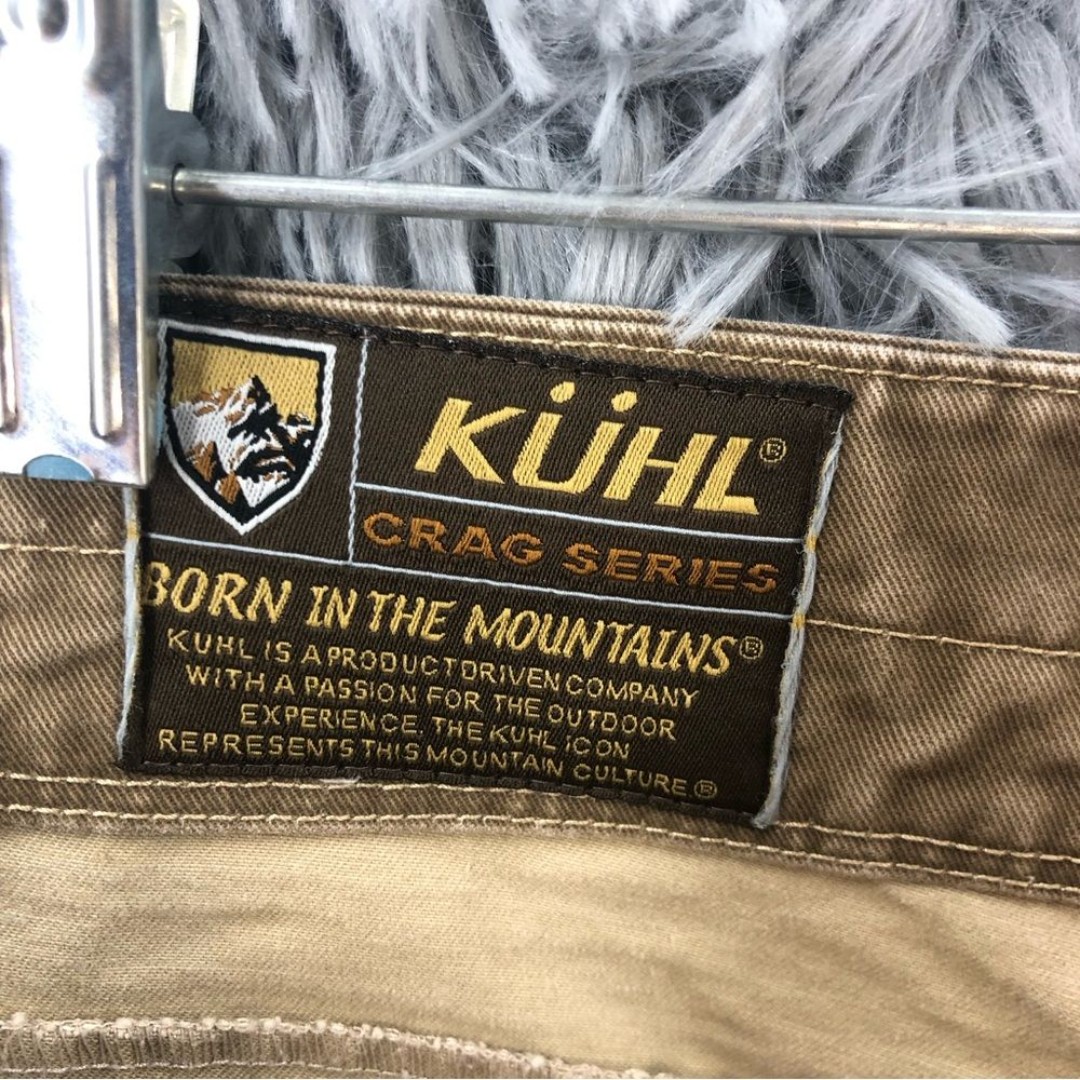 KÜHL®
CRAG SERIES
BORN IN THE MOUNTAINS®
KUHL IS A PRODUCT DRIVEN COMPANY
WITH A PASSION FOR THE OUTDOOR
EXPERIENCE. THE KUHL ICON
REPRESENTS THIS MOUNTAIN CULTURE®